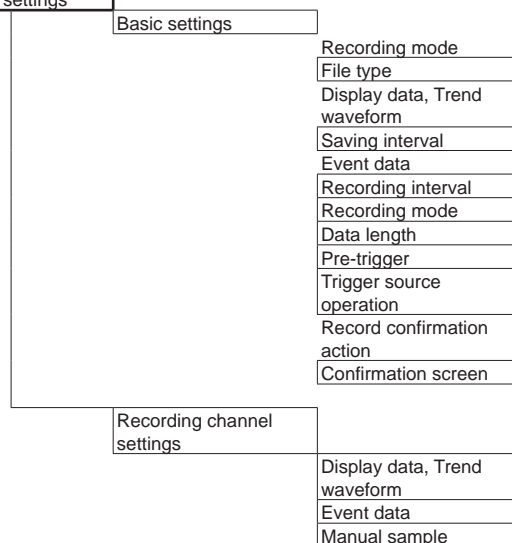 settings
Basic settings
Recording mode
File type
Display data, Trend
waveform
Saving interval
Event data
Recording interval
Recording mode
Data length
Pre-trigger
Trigger source
operation
Record confirmation
action
Confirmation screen
Recording channel
settings
Display data, Trend
waveform
Event data
Manual sample